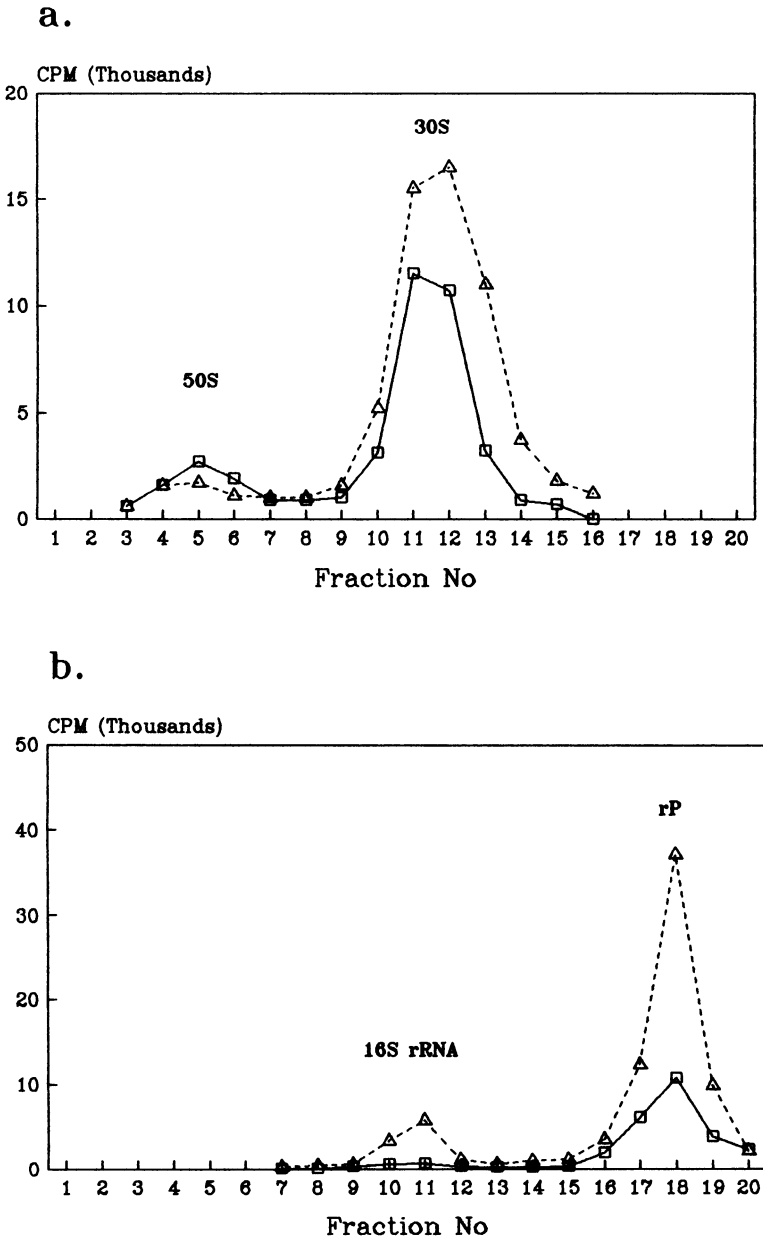 a.
CPM (Thousands)
20
30S
15
10
50S
5
0
1 2 3 4 5 6 7 8 9 10 11 12 13 14 15 16 17 18 19 20
Fraction No
b.
CPM (Thousands)
50
rP
40
30
20
16S rRNA
10
0
1 2 3 4 5 6 7 8 9 10 11 12 13 14 15 16 17 18 19 20
Fraction No